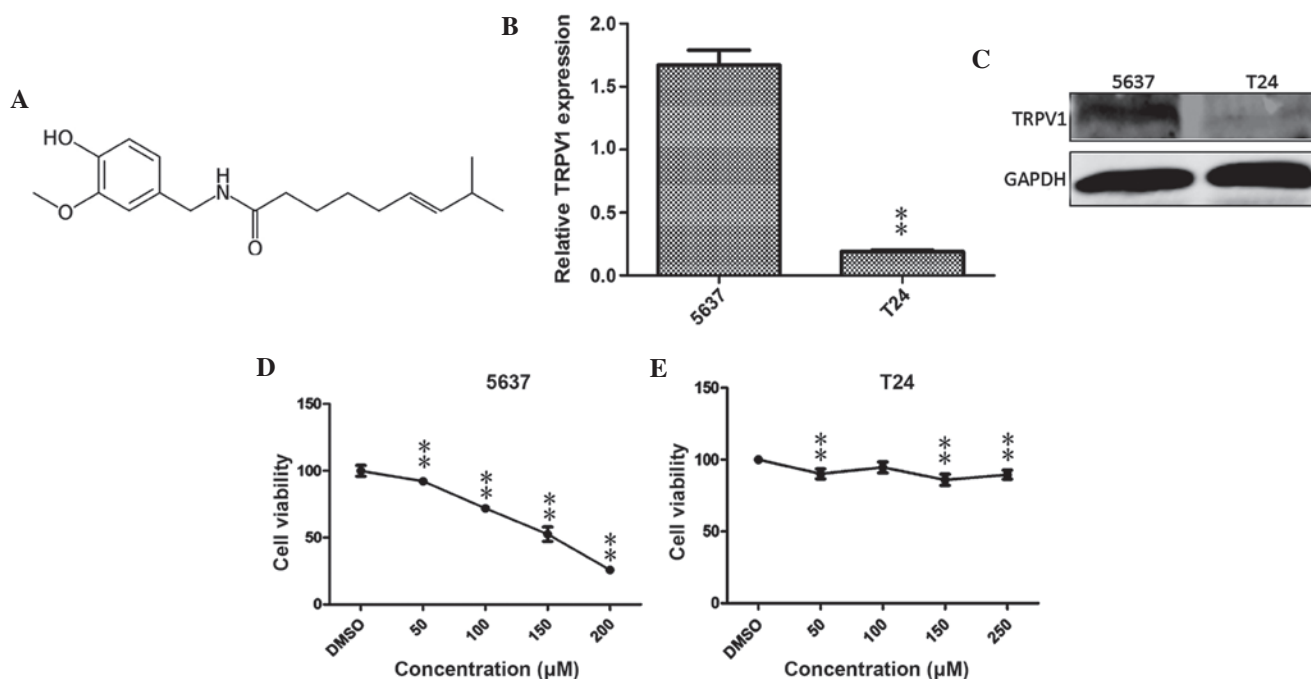 A
HO
O
H
N
O
B
Relative TRPV1 expression
2.0
1.5
1.0
0.5
0.0
**
5637
T24
C
5637 T24
TRPV1
GAPDH
D
5637
Cell viability
150
100
50
0
**
**
**
**
DMSO
50
100
150
200
Concentration (µM)
E
T24
Cell viability
150
100
50
0
**
**
**
DMSO
50
100
150
250
Concentration (µM)